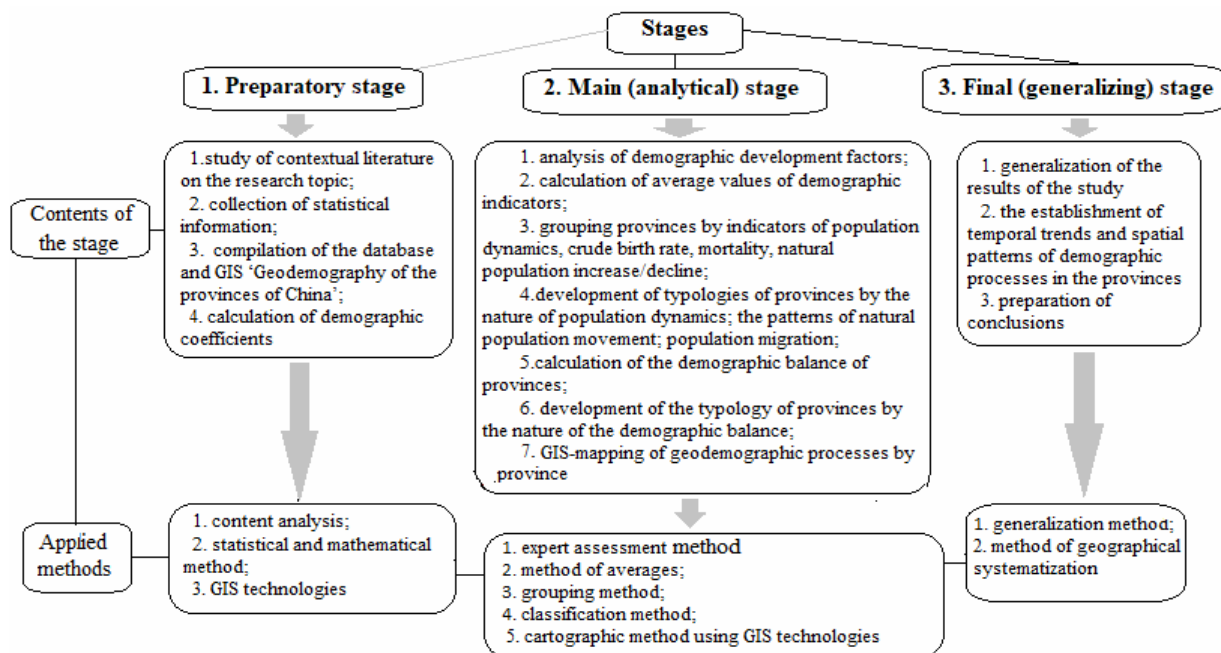 Stages
1. Preparatory stage
2. Main (analytical) stage
3. Final (generalizing) stage
Contents of
the stage
1.study of contextual literature
on the research topic;
2. collection of statistical
information;
3. compilation of the database
and GIS ‘Geodemography of the
provinces of China’;
4. calculation of demographic
coefficients
1. analysis of demographic development factors;
2. calculation of average values of demographic
indicators;
3. grouping provinces by indicators of population
dynamics, crude birth rate, mortality, natural
population increase/decline;
4.development of typologies of provinces by the
nature of population dynamics; the patterns of natural
population movement; population migration;
5.calculation of the demographic balance of
provinces;
6. development of the typology of provinces by
the nature of the demographic balance;
7. GIS-mapping of geodemographic processes by
province
1. generalization of the
results of the study
2. the establishment of
temporal trends and spatial
patterns of demographic
processes in the provinces
3. preparation of
conclusions
Applied
methods
1. content analysis;
2. statistical and mathematical
method;
3. GIS technologies
1. expert assessment method
2. method of averages;
3. grouping method;
4. classification method;
5. cartographic method using GIS technologies
1. generalization method;
2. method of geographical
systematization